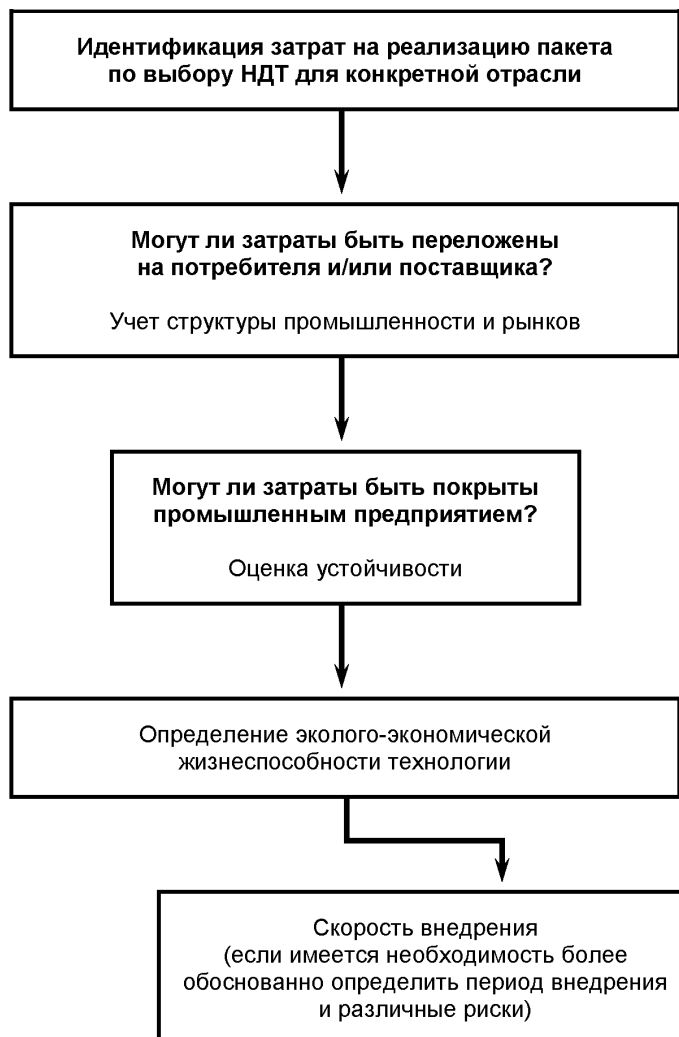 Идентификация затрат на реализацию пакета
по выбору НДТ для конкретной отрасли
Могут ли затраты быть переложены
на потребителя и/или поставщика?
Учет структуры промышленности и рынков
Могут ли затраты быть покрыты
промышленным предприятием?
Оценка устойчивости
Определение эколого-экономической
жизнеспособности технологии
Скорость внедрения
(если имеется необходимость более
обоснованно определить период внедрения
и различные риски)